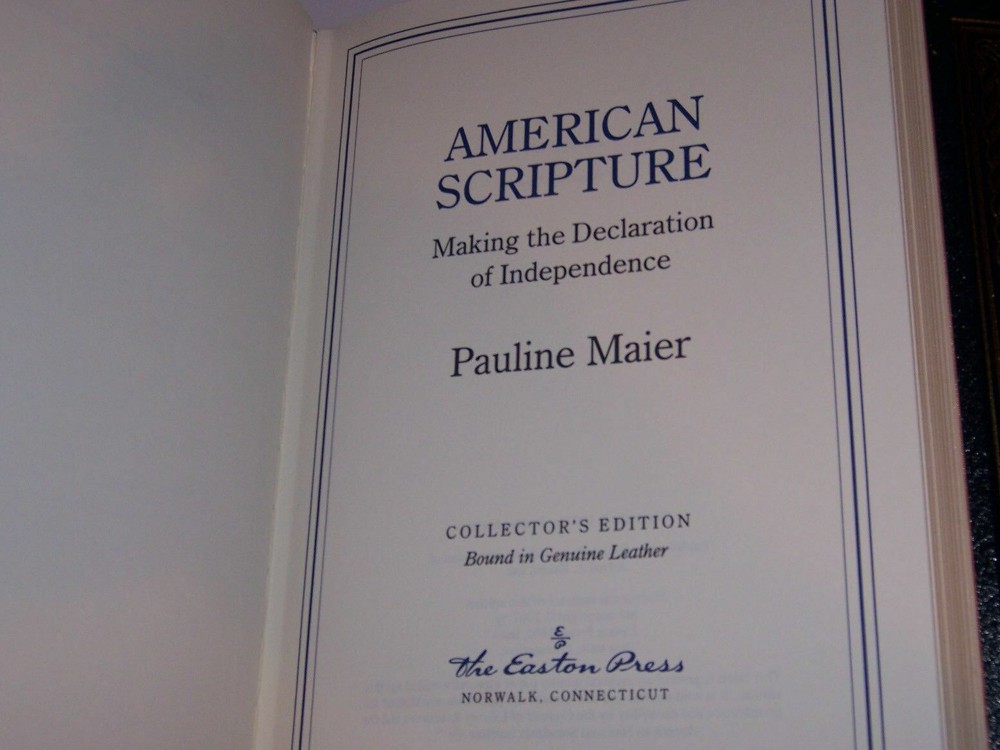 AMERICAN
SCRIPTURE
Making the Declaration
of Independence
Pauline Maier
COLLECTOR'S EDITION
Bound in Genuine Leather
The Easton Press
NORWALK, CONNECTICUT